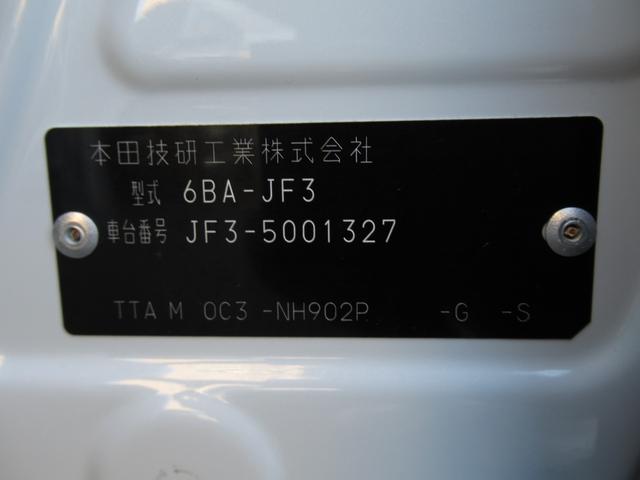 本田技研工業株式会社
型式 6BA-JF3
車台番号 JF3-5001327
TTA M 0C3 -NH902P -G -S